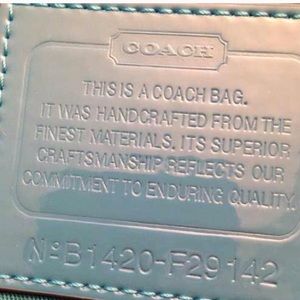 COACH
THIS IS A COACH BAG.
IT WAS HANDCRAFTED FROM THE
FINEST MATERIALS. ITS SUPERIOR
CRAFTSMANSHIP REFLECTS OUR
COMMITMENT TO ENDURING QUALITY.
Nº B1420-F29142